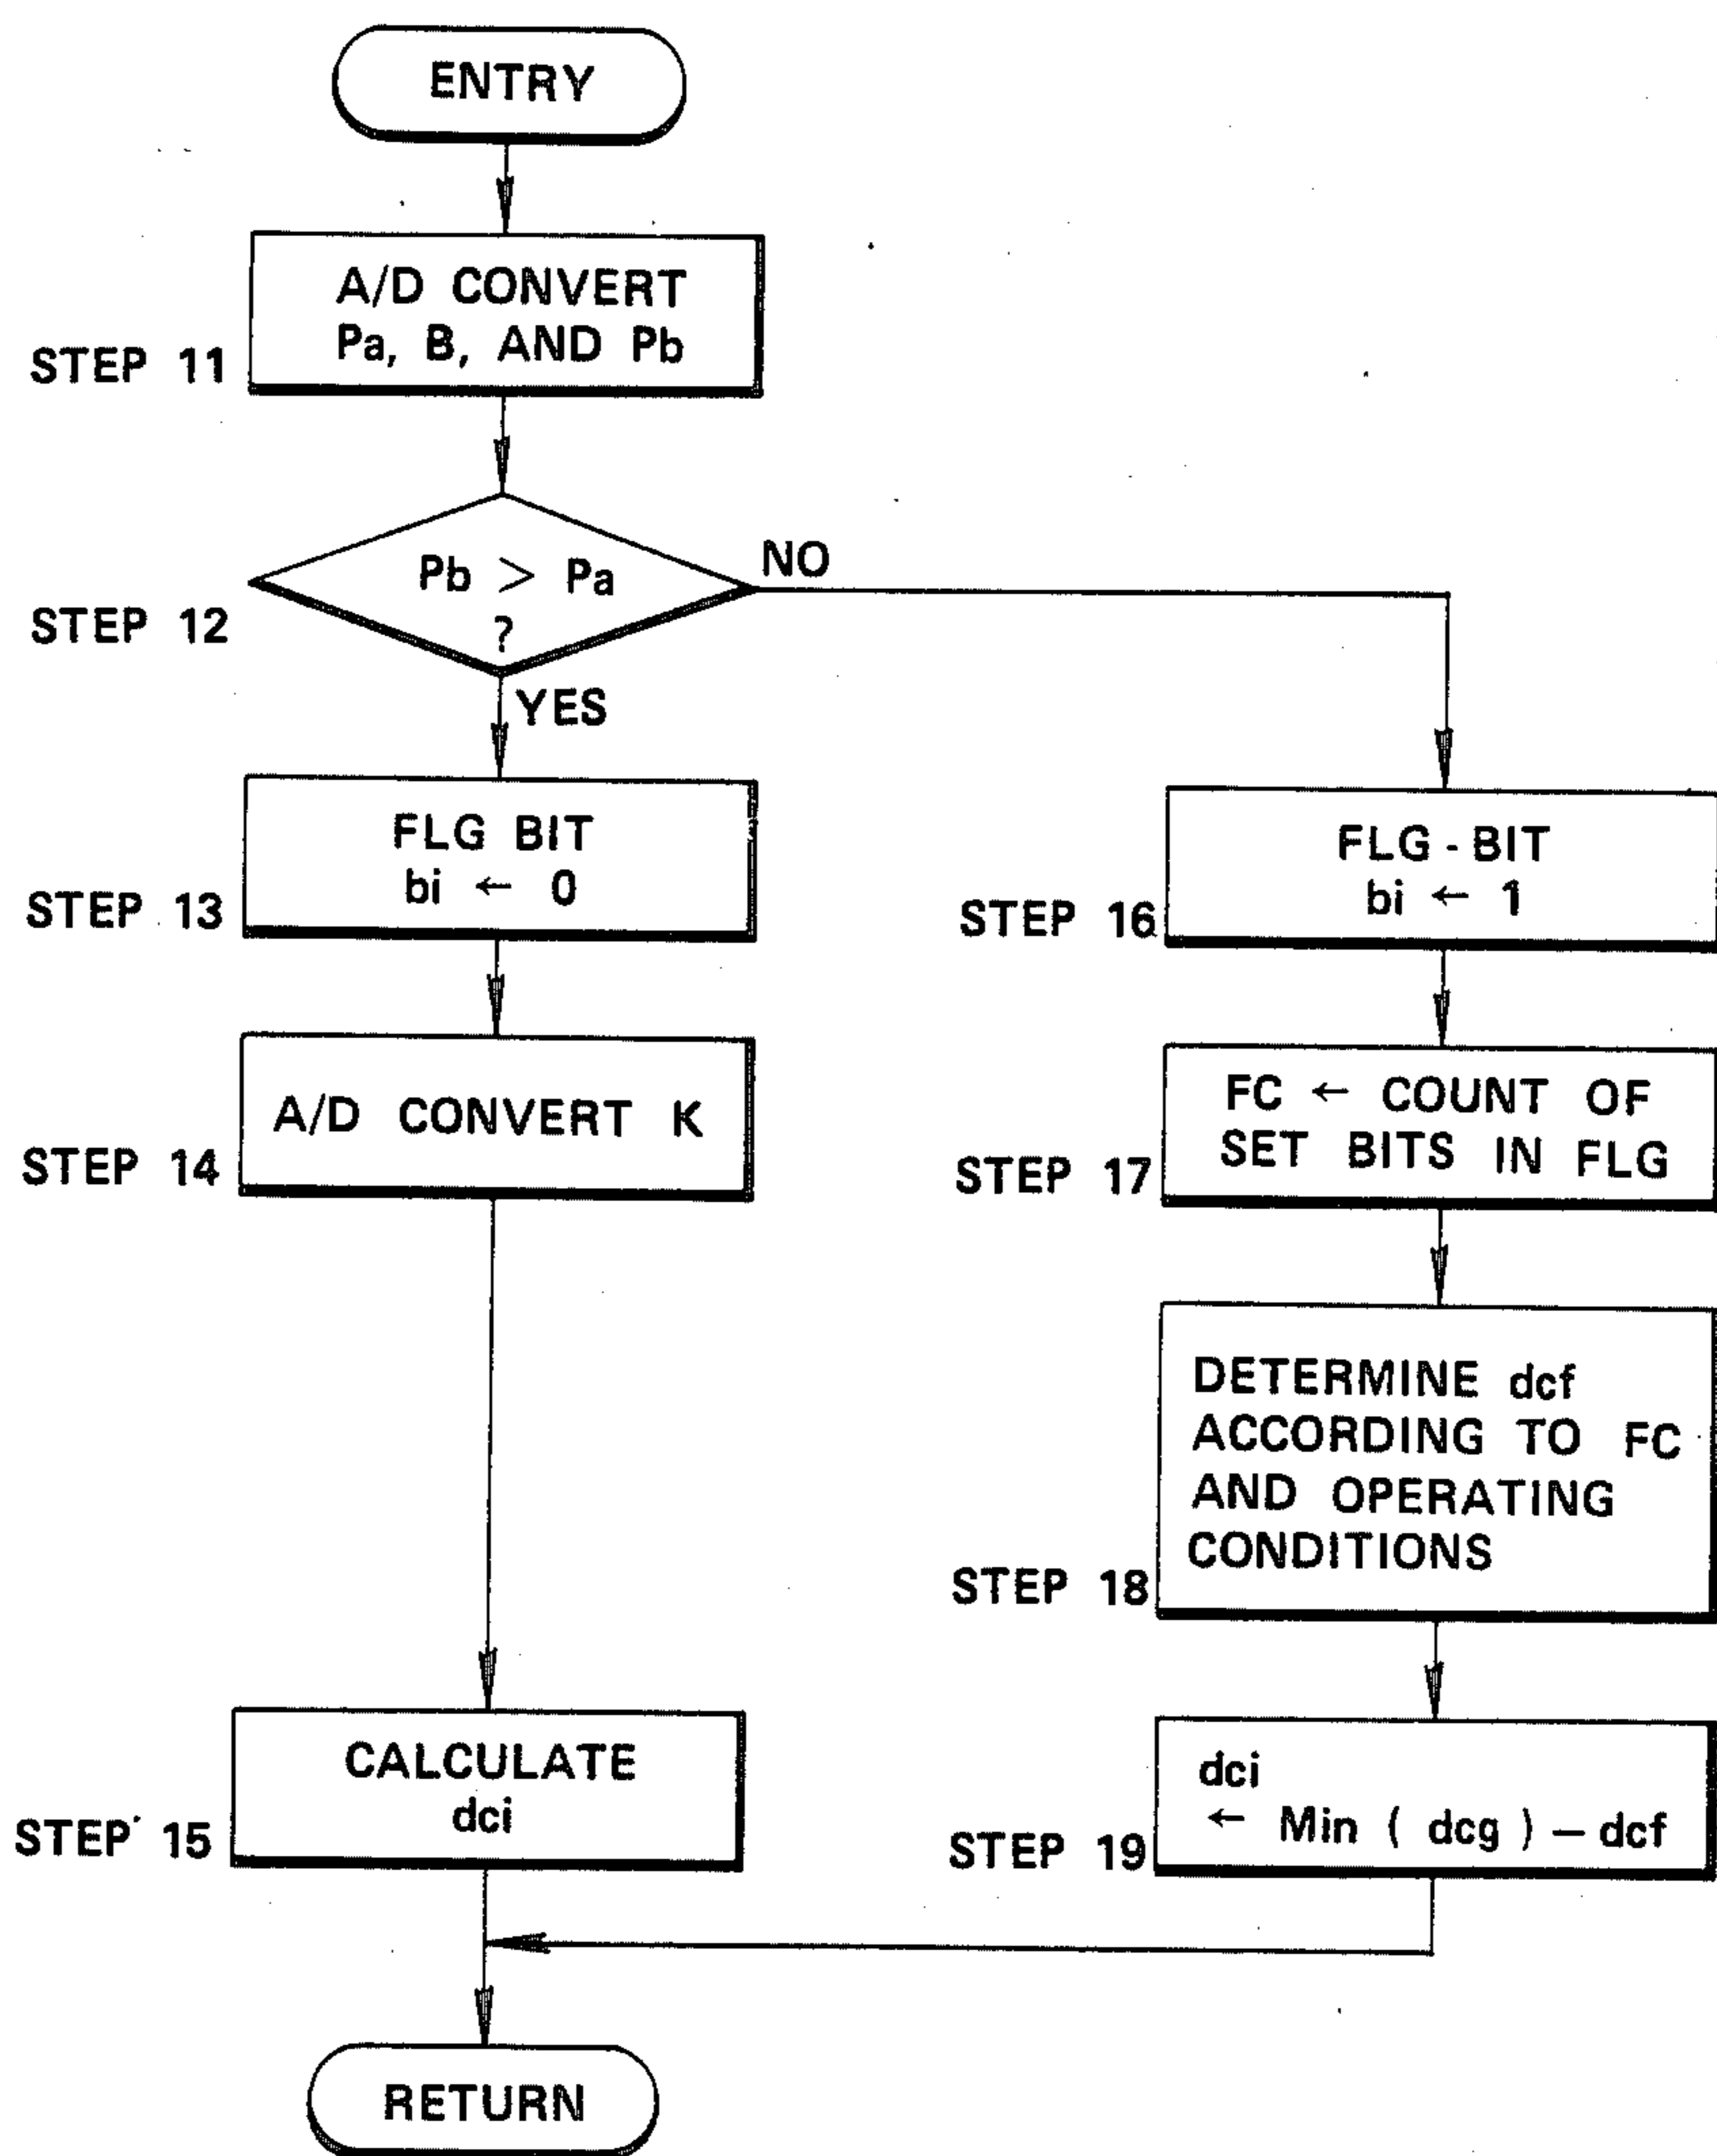 ENTRY
A/D CONVERT
Pa, B, AND Pb
STEP 11
Pb > Pa
?
NO
STEP 12
YES
FLG BIT
bi ← 0
STEP 13
A/D CONVERT K
STEP 14
CALCULATE
dci
STEP 15
FLG-BIT
bi ← 1
STEP 16
FC ← COUNT OF
SET BITS IN FLG
STEP 17
DETERMINE dcf
ACCORDING TO FC
AND OPERATING
CONDITIONS
STEP 18
dci
← Min ( dcg ) – dcf
STEP 19
RETURN